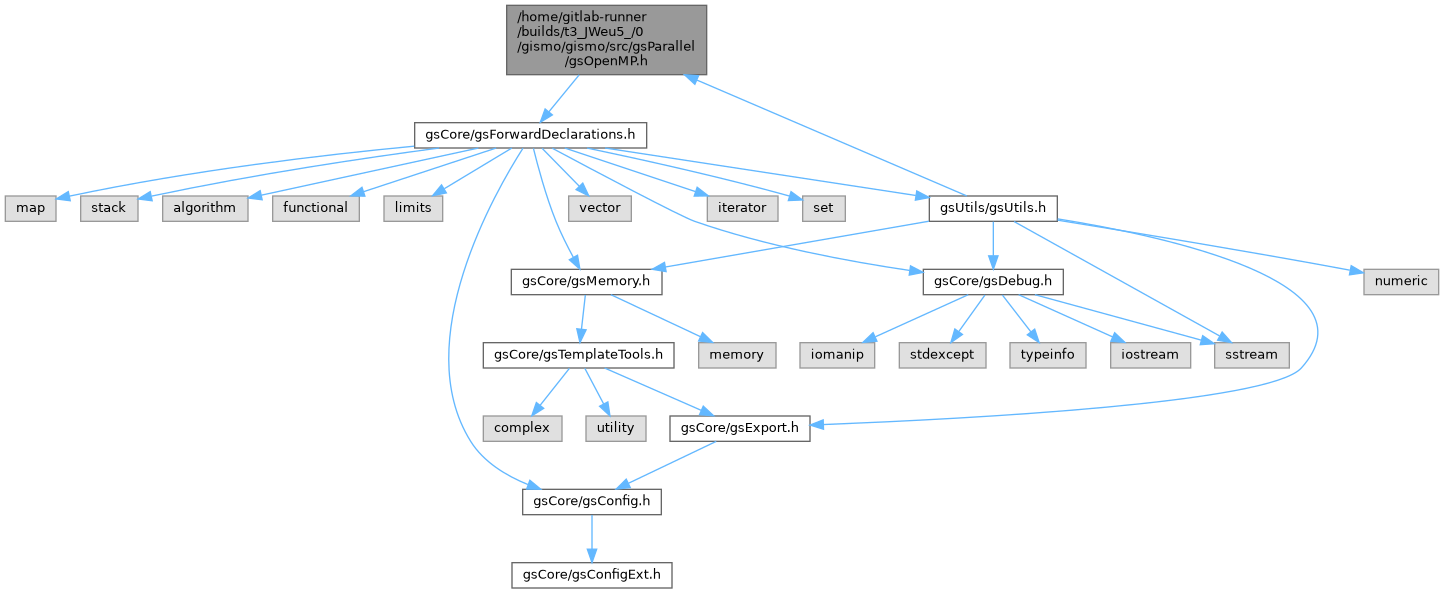 /home/gitlab-runner
/builds/t3_JWeu5_/0
/gismo/gismo/src/gsParallel
/gsOpenMP.h
gsCore/gsForwardDeclarations.h
map
stack
algorithm
functional
limits
vector
iterator
set
gsUtils/gsUtils.h
gsCore/gsMemory.h
gsCore/gsDebug.h
numeric
gsCore/gsTemplateTools.h
memory
iomanip
stdexcept
typeinfo
iostream
sstream
complex
utility
gsCore/gsExport.h
gsCore/gsConfig.h
gsCore/gsConfigExt.h